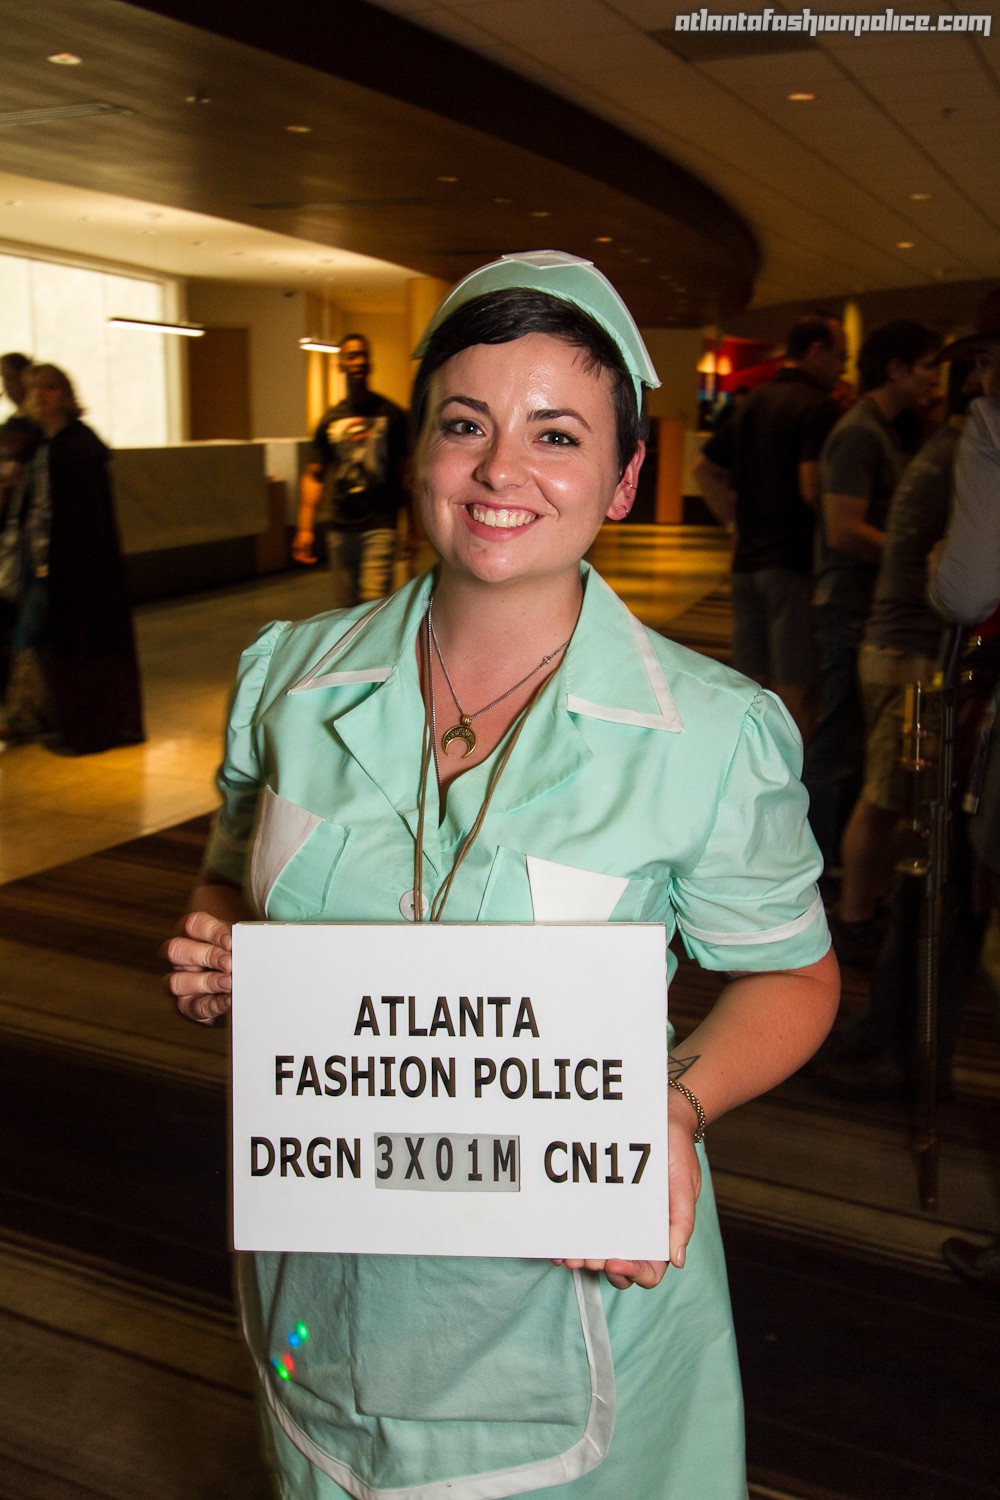 atlantafashionpolice.com
ATLANTA
FASHION POLICE
DRGN 3X01M CN17